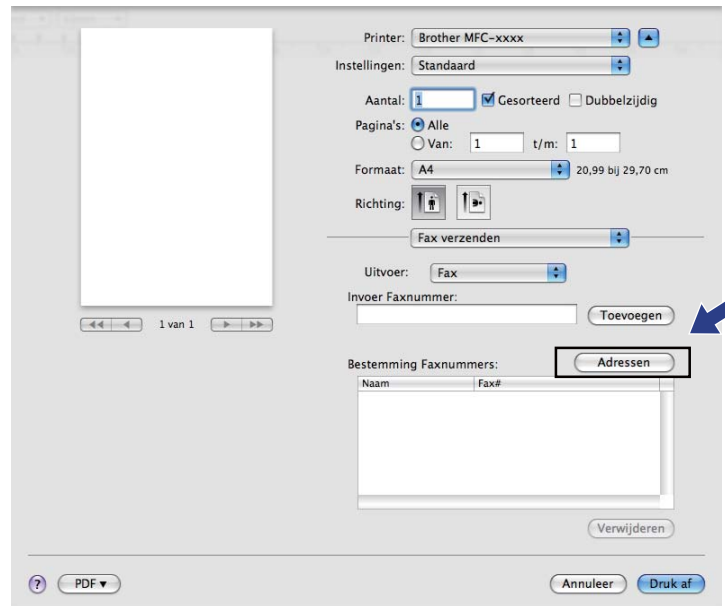 Printer: Brother MFC-xxxx
Instellingen: Standaard
Aantal: 1 Gesorteerd Dubbelzijdig
Pagina's: Alle
Van: 1 t/m: 1
Formaat: A4 20,99 bij 29,70 cm
Richting:
Fax verzenden
Uitvoer: Fax
Invoer Faxnummer:
Toevoegen
1 van 1
Bestemming Faxnummers: Adressen
Naam Fax#
Verwijderen
? PDF Annuleer Druk af